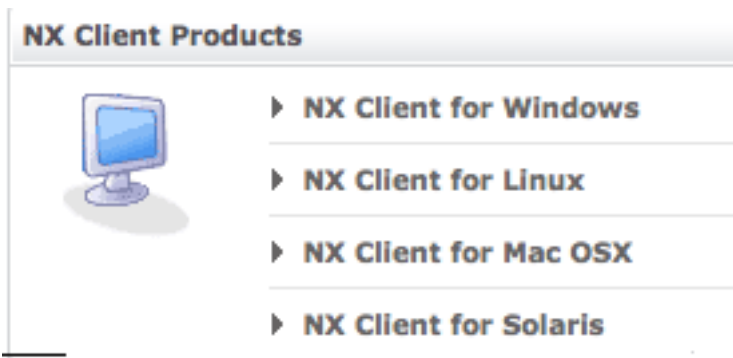 NX Client Products
NX Client for Windows
NX Client for Linux
NX Client for Mac OSX
NX Client for Solaris